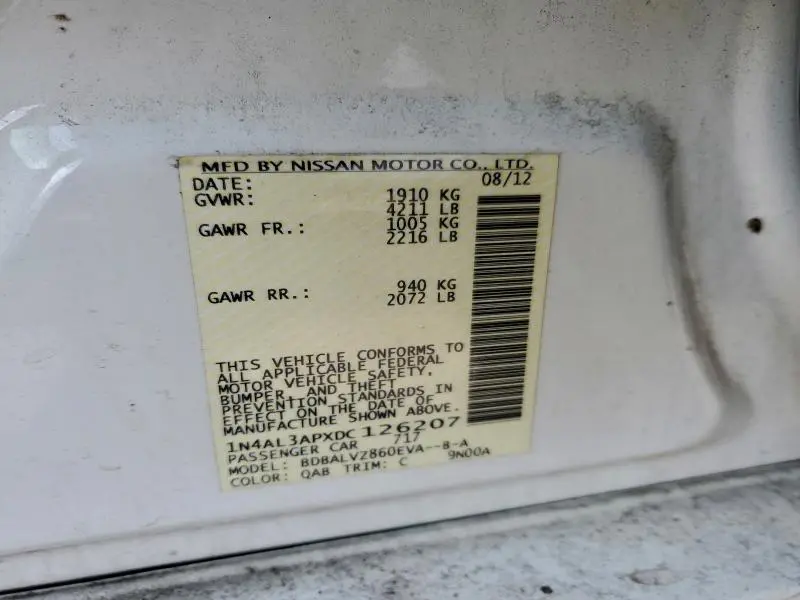 MFD BY NISSAN MOTOR CO., LTD.
DATE: 08/12
GVWR: 1910 KG
4211 LB
GAWR FR.: 1005 KG
2216 LB
GAWR RR.: 940 KG
2072 LB
THIS VEHICLE CONFORMS TO
ALL APPLICABLE FEDERAL
MOTOR VEHICLE SAFETY,
BUMPER, AND THEFT
PREVENTION STANDARDS IN
EFFECT ON THE DATE OF
MANUFACTURE SHOWN ABOVE.
1N4AL3APXDC126207
PASSENGER CAR 717
MODEL: BDBALVZ860EVA--B-A
COLOR: QAB TRIM: C 9N00A